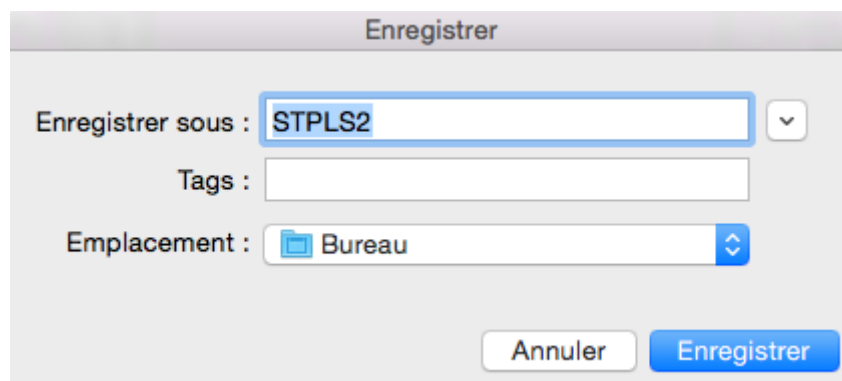 Enregistrer
Enregistrer sous : STPLS2
Tags :
Emplacement : Bureau
Annuler Enregistrer